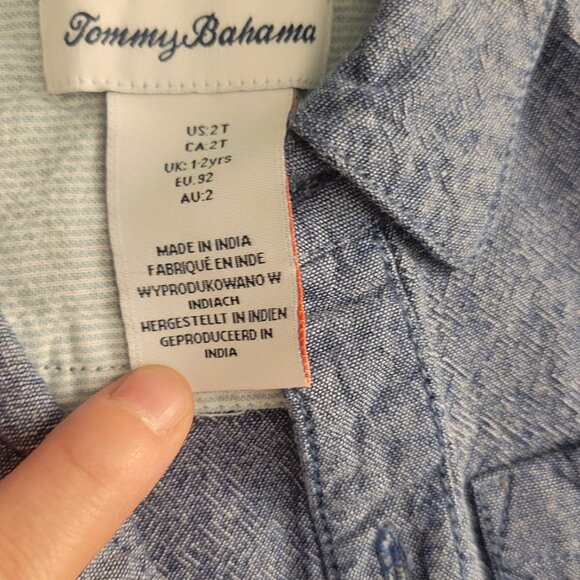 Tommy Bahama
US:2T
CA:2T
UK: 1-2yrs
EU: 92
AU:2
MADE IN INDIA
FABRIQUÉ EN INDE
WYPRODUKOWANO W
INDIACH
HERGESTELLT IN INDIEN
GEPRODUCEERD IN
INDIA